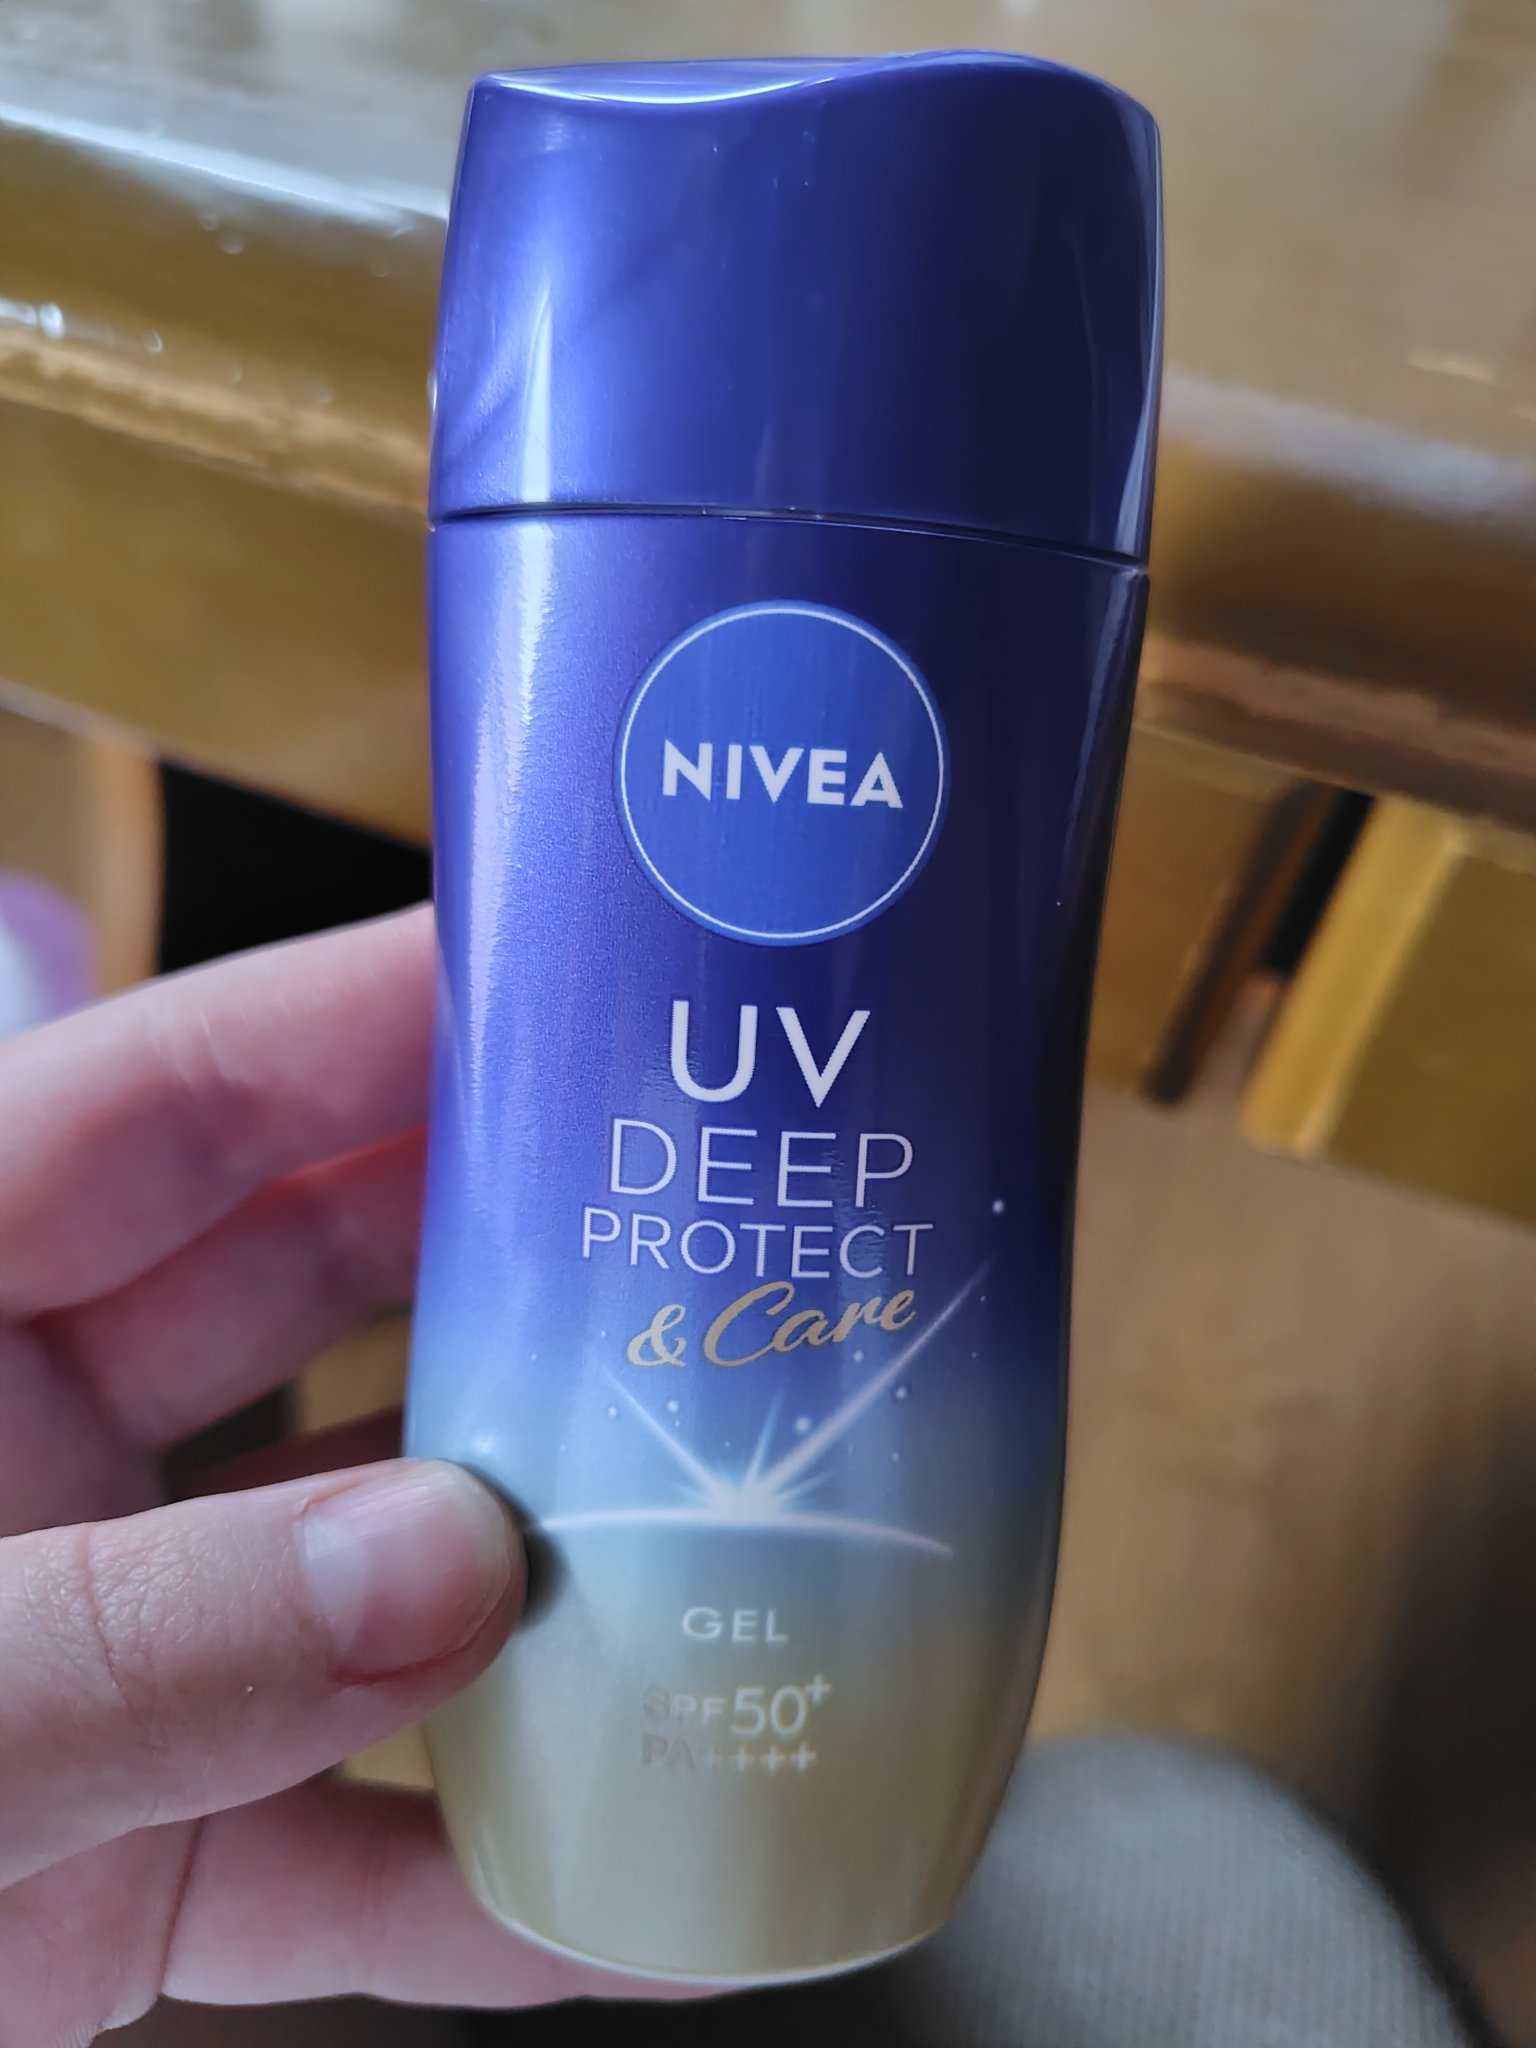 NIVEA
UV
DEEP
PROTECT
& Care
GEL
SPF50+
PA++++